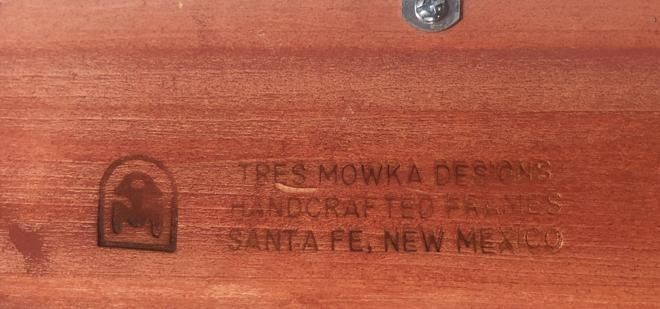 TRES MOWKA DESIGNS
HANDCRAFTED FRAMES
SANTA FE, NEW MEXICO